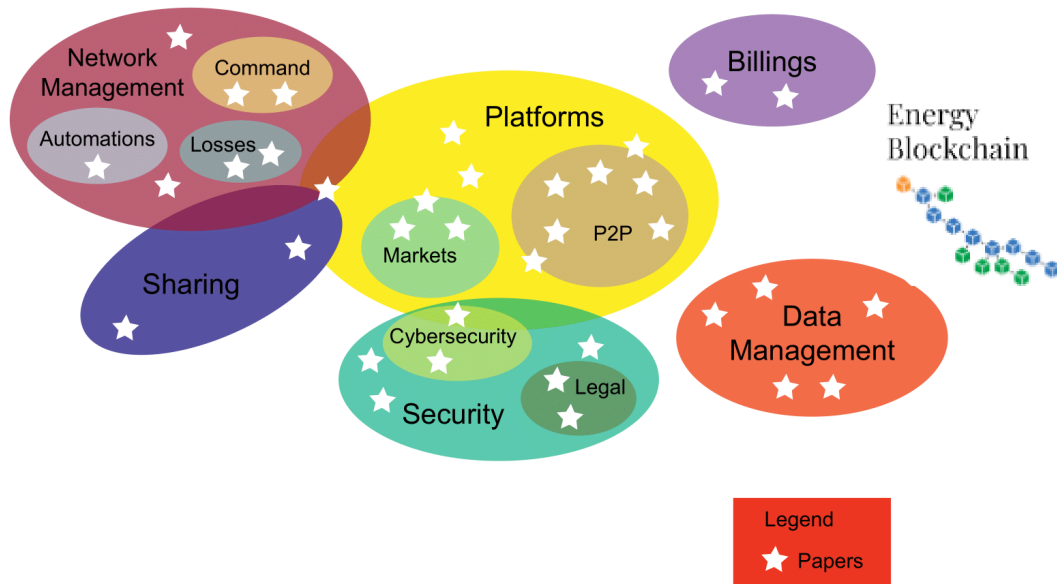 Network
Management
Command
Automations
Losses
Sharing
Platforms
Markets
P2P
Cybersecurity
Security
Legal
Billings
Energy
Blockchain
Data
Management
Legend
Papers